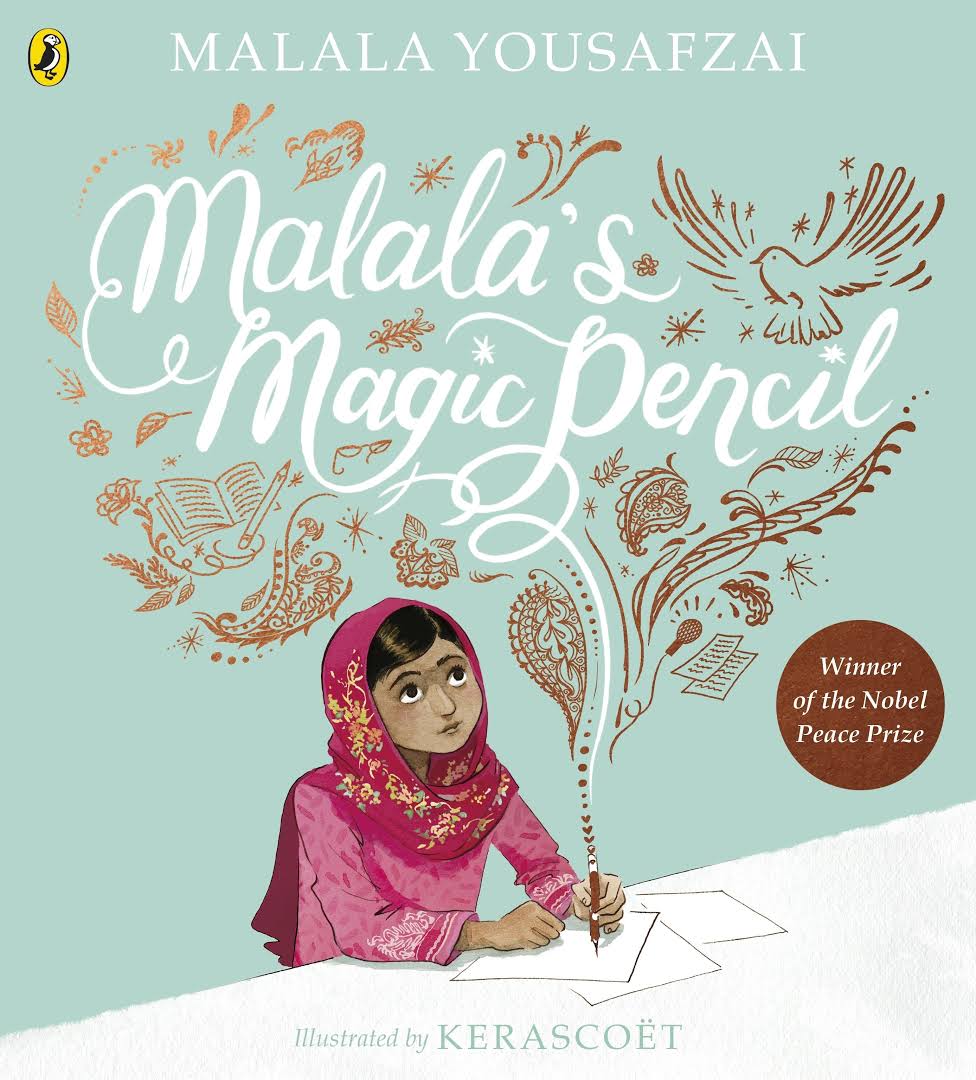 MALALA YOUSAFZAI
Malala's
Magic Pencil
Winner
of the Nobel
Peace Prize
Illustrated by KERASCOËT